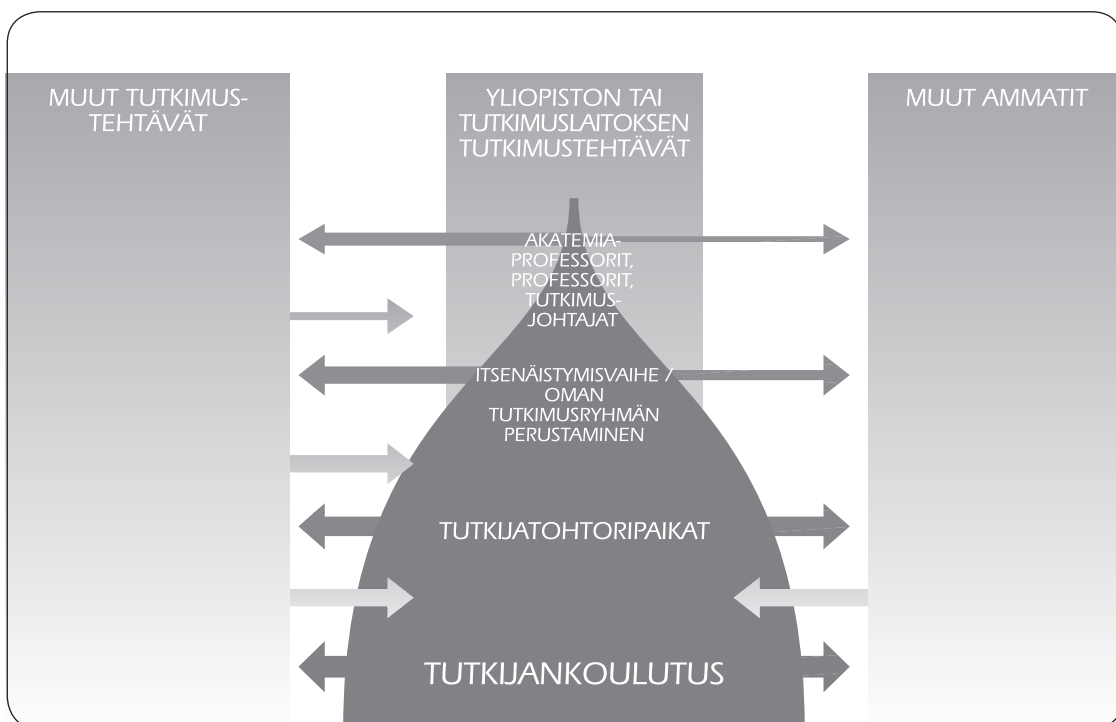 MUUT TUTKIMUS-
TEHTÄVÄT
YLIOPISTON TAI
TUTKIMUSLAITOKSEN
TUTKIMUSTEHTÄVÄT
MUUT AMMATIT
AKATEMIA-
PROFESSORIT,
PROFESSORIT,
TUTKIMUS-
JOHTAJAT
ITSENÄISTYMISVAIHE /
OMAN
TUTKIMUSRYHMÄN
PERUSTAMINEN
TUTKIJATOHTORIPAIKAT
TUTKIJANKOULUTUS